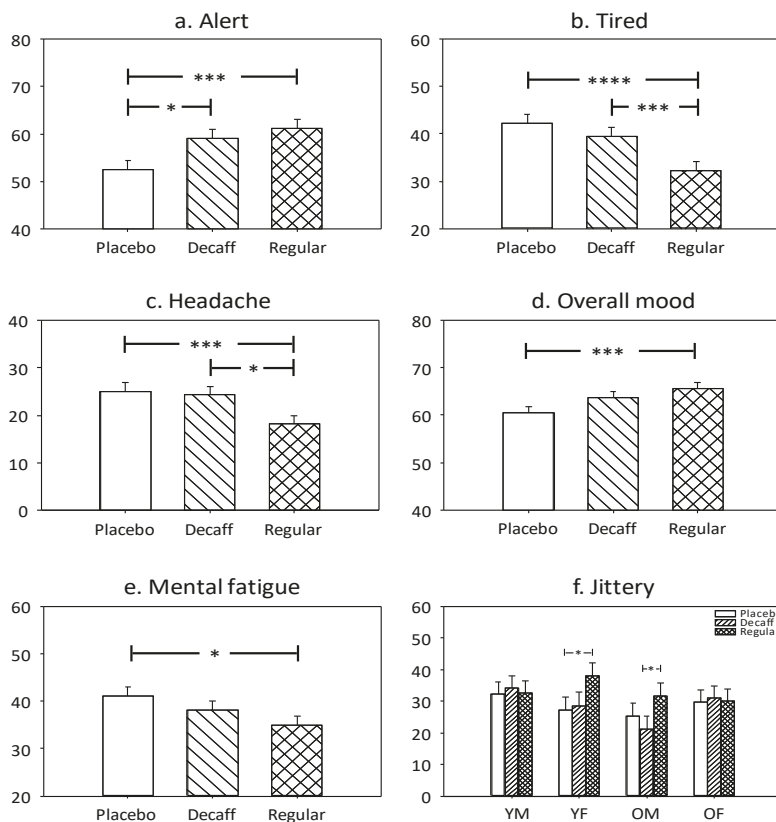 a. Alert
80
70
60
50
40
***
*
Placebo Decaff Regular
b. Tired
60
50
40
30
20
****
***
Placebo Decaff Regular
c. Headache
40
30
20
10
0
***
*
Placebo Decaff Regular
d. Overall mood
80
70
60
50
40
***
Placebo Decaff Regular
e. Mental fatigue
60
50
40
30
20
*
Placebo Decaff Regular
f. Jittery
60
50
40
30
20
10
0
Placeb
Decaff
Regula
*
*
YM YF OM OF